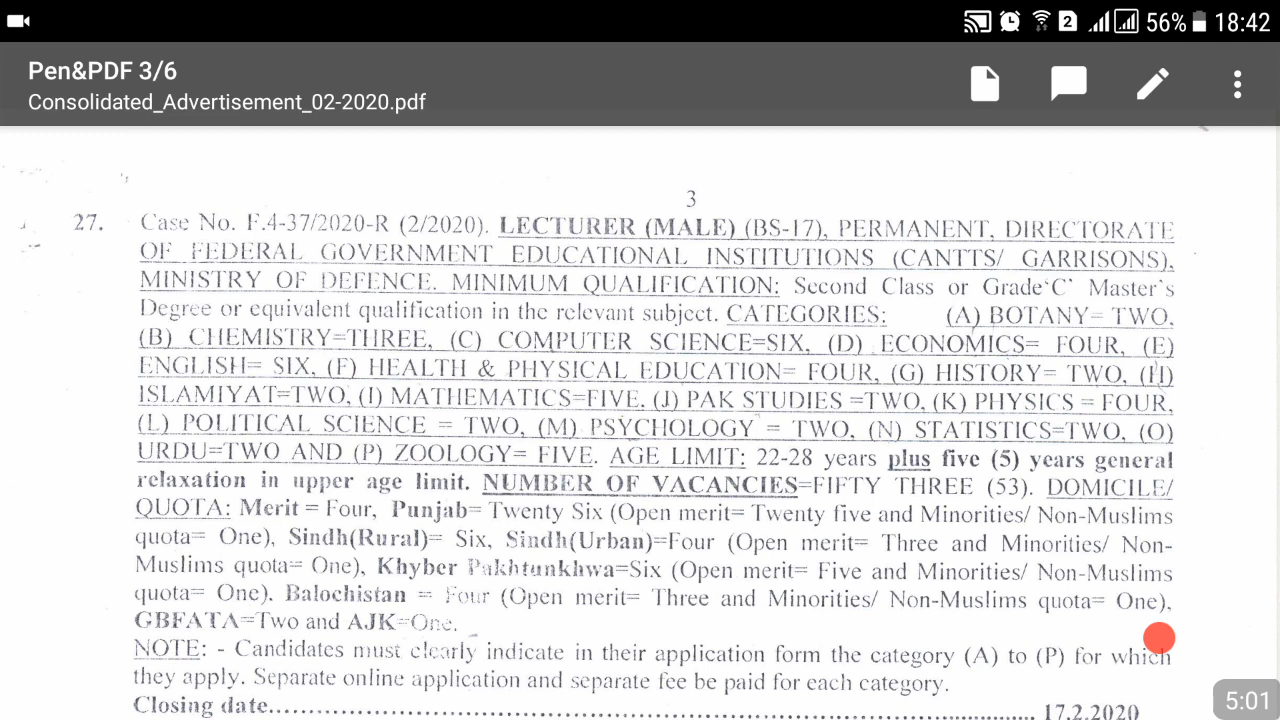 2 56% 18:42
Pen&PDF 3/6
Consolidated_Advertisement_02-2020.pdf
3
27. Case No. F.4-37/2020-R (2/2020). LECTURER (MALE) (BS-17), PERMANENT, DIRECTORATE
OF FEDERAL GOVERNMENT EDUCATIONAL INSTITUTIONS (CANTTS/ GARRISONS),
MINISTRY OF DEFENCE. MINIMUM QUALIFICATION: Second Class or Grade‘C’ Master’s
Degree or equivalent qualification in the relevant subject. CATEGORIES: (A) BOTANY= TWO,
(B) CHEMISTRY=THREE, (C) COMPUTER SCIENCE=SIX, (D) ECONOMICS= FOUR, (E)
ENGLISH= SIX, (F) HEALTH & PHYSICAL EDUCATION= FOUR, (G) HISTORY= TWO, (H)
ISLAMIYAT=TWO, (I) MATHEMATICS=FIVE, (J) PAK STUDIES =TWO, (K) PHYSICS = FOUR,
(L) POLITICAL SCIENCE = TWO, (M) PSYCHOLOGY = TWO, (N) STATISTICS=TWO, (O)
URDU=TWO AND (P) ZOOLOGY= FIVE. AGE LIMIT: 22-28 years plus five (5) years general
relaxation in upper age limit. NUMBER OF VACANCIES=FIFTY THREE (53). DOMICILE/
QUOTA: Merit = Four, Punjab= Twenty Six (Open merit= Twenty five and Minorities/ Non-Muslims
quota= One), Sindh(Rural)= Six, Sindh(Urban)=Four (Open merit= Three and Minorities/ Non-
Muslims quota= One), Khyber Pakhtunkhwa=Six (Open merit= Five and Minorities/ Non-Muslims
quota= One). Balochistan = Four (Open merit= Three and Minorities/ Non-Muslims quota= One),
GBFATA=Two and AJK=One.
NOTE: - Candidates must clearly indicate in their application form the category (A) to (P) for which
they apply. Separate online application and separate fee be paid for each category.
Closing date.......................................................................................... 17.2.2020
5:01